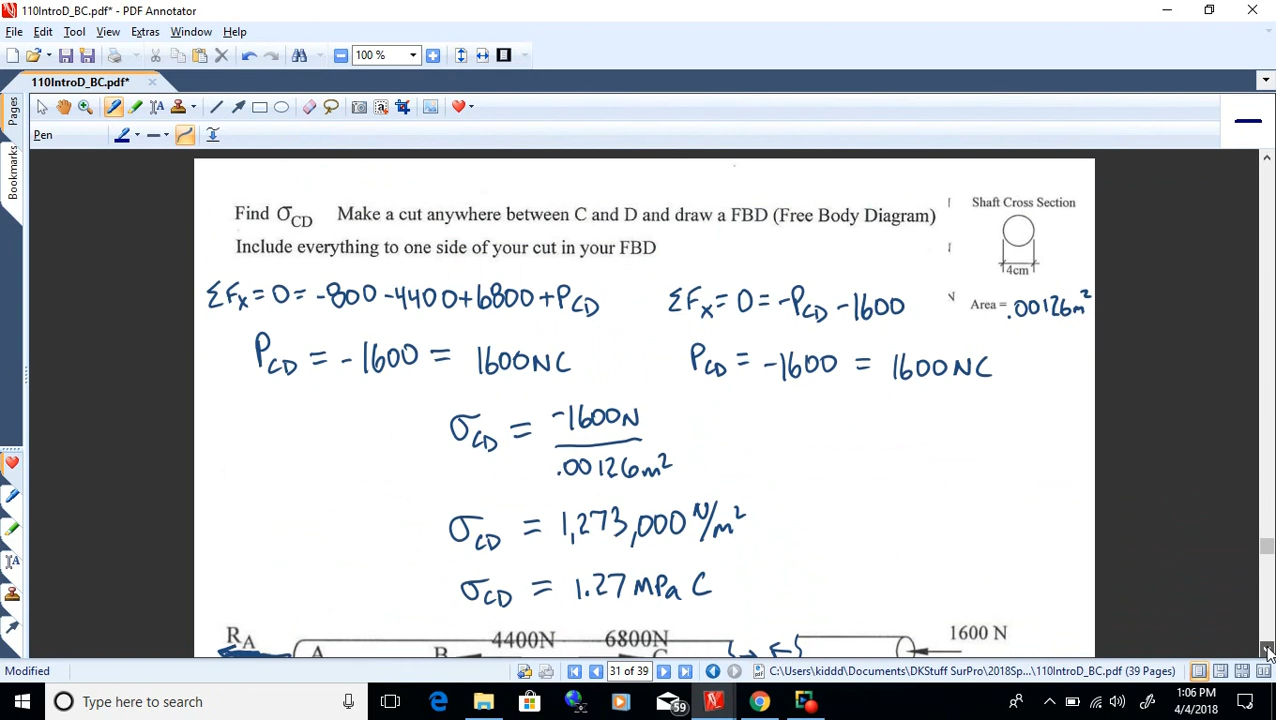 110IntroD_BC.pdf* - PDF Annotator
File Edit Tool View Extras Window Help
100 %
110IntroD_BC.pdf*
Pen
Pages
Bookmarks
Find σCD Make a cut anywhere between C and D and draw a FBD (Free Body Diagram)
Include everything to one side of your cut in your FBD
Shaft Cross Section
4cm
Area = .00126m²
ΣFx = 0 = -800 -4400+6800+PCD
PCD = -1600 = 1600NC
ΣFx = 0 = -PCD -1600
PCD = -1600 = 1600NC
σCD = -1600N
.00126m²
σCD = 1,273,000 N/m²
σCD = 1.27 MPa C
RA
A
B
4400N
6800N
C
1600 N
Modified
31 of 39
C:\Users\kiddd\Documents\DKStuff SurPro\2018Sp...\110IntroD_BC.pdf (39 Pages)
Type here to search
59
1:06 PM
4/4/2018